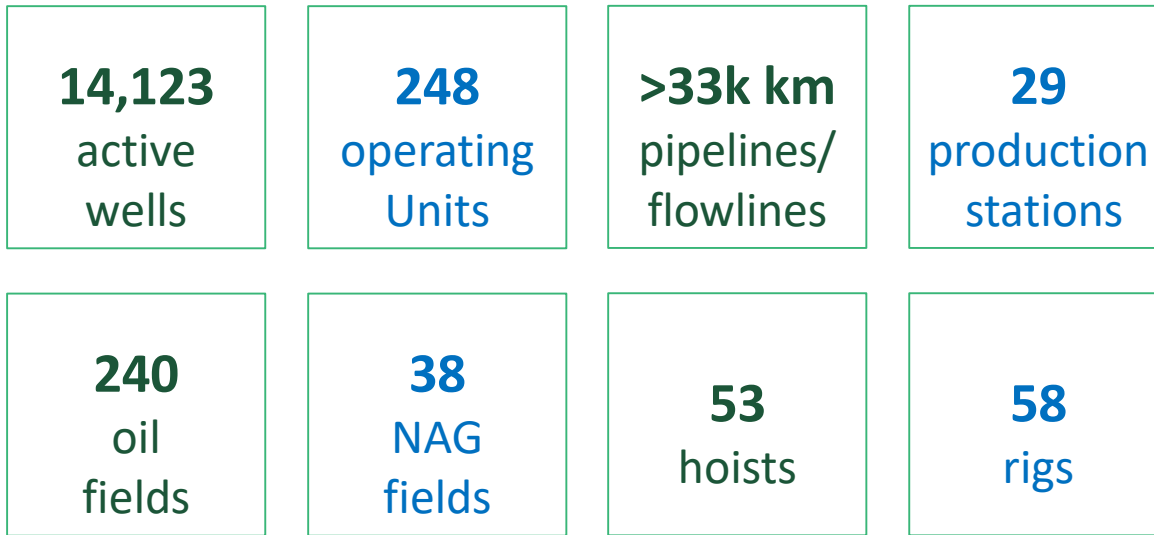 14,123
active
wells
248
operating
Units
>33k km
pipelines/
flowlines
29
production
stations
240
oil
fields
38
NAG
fields
53
hoists
58
rigs